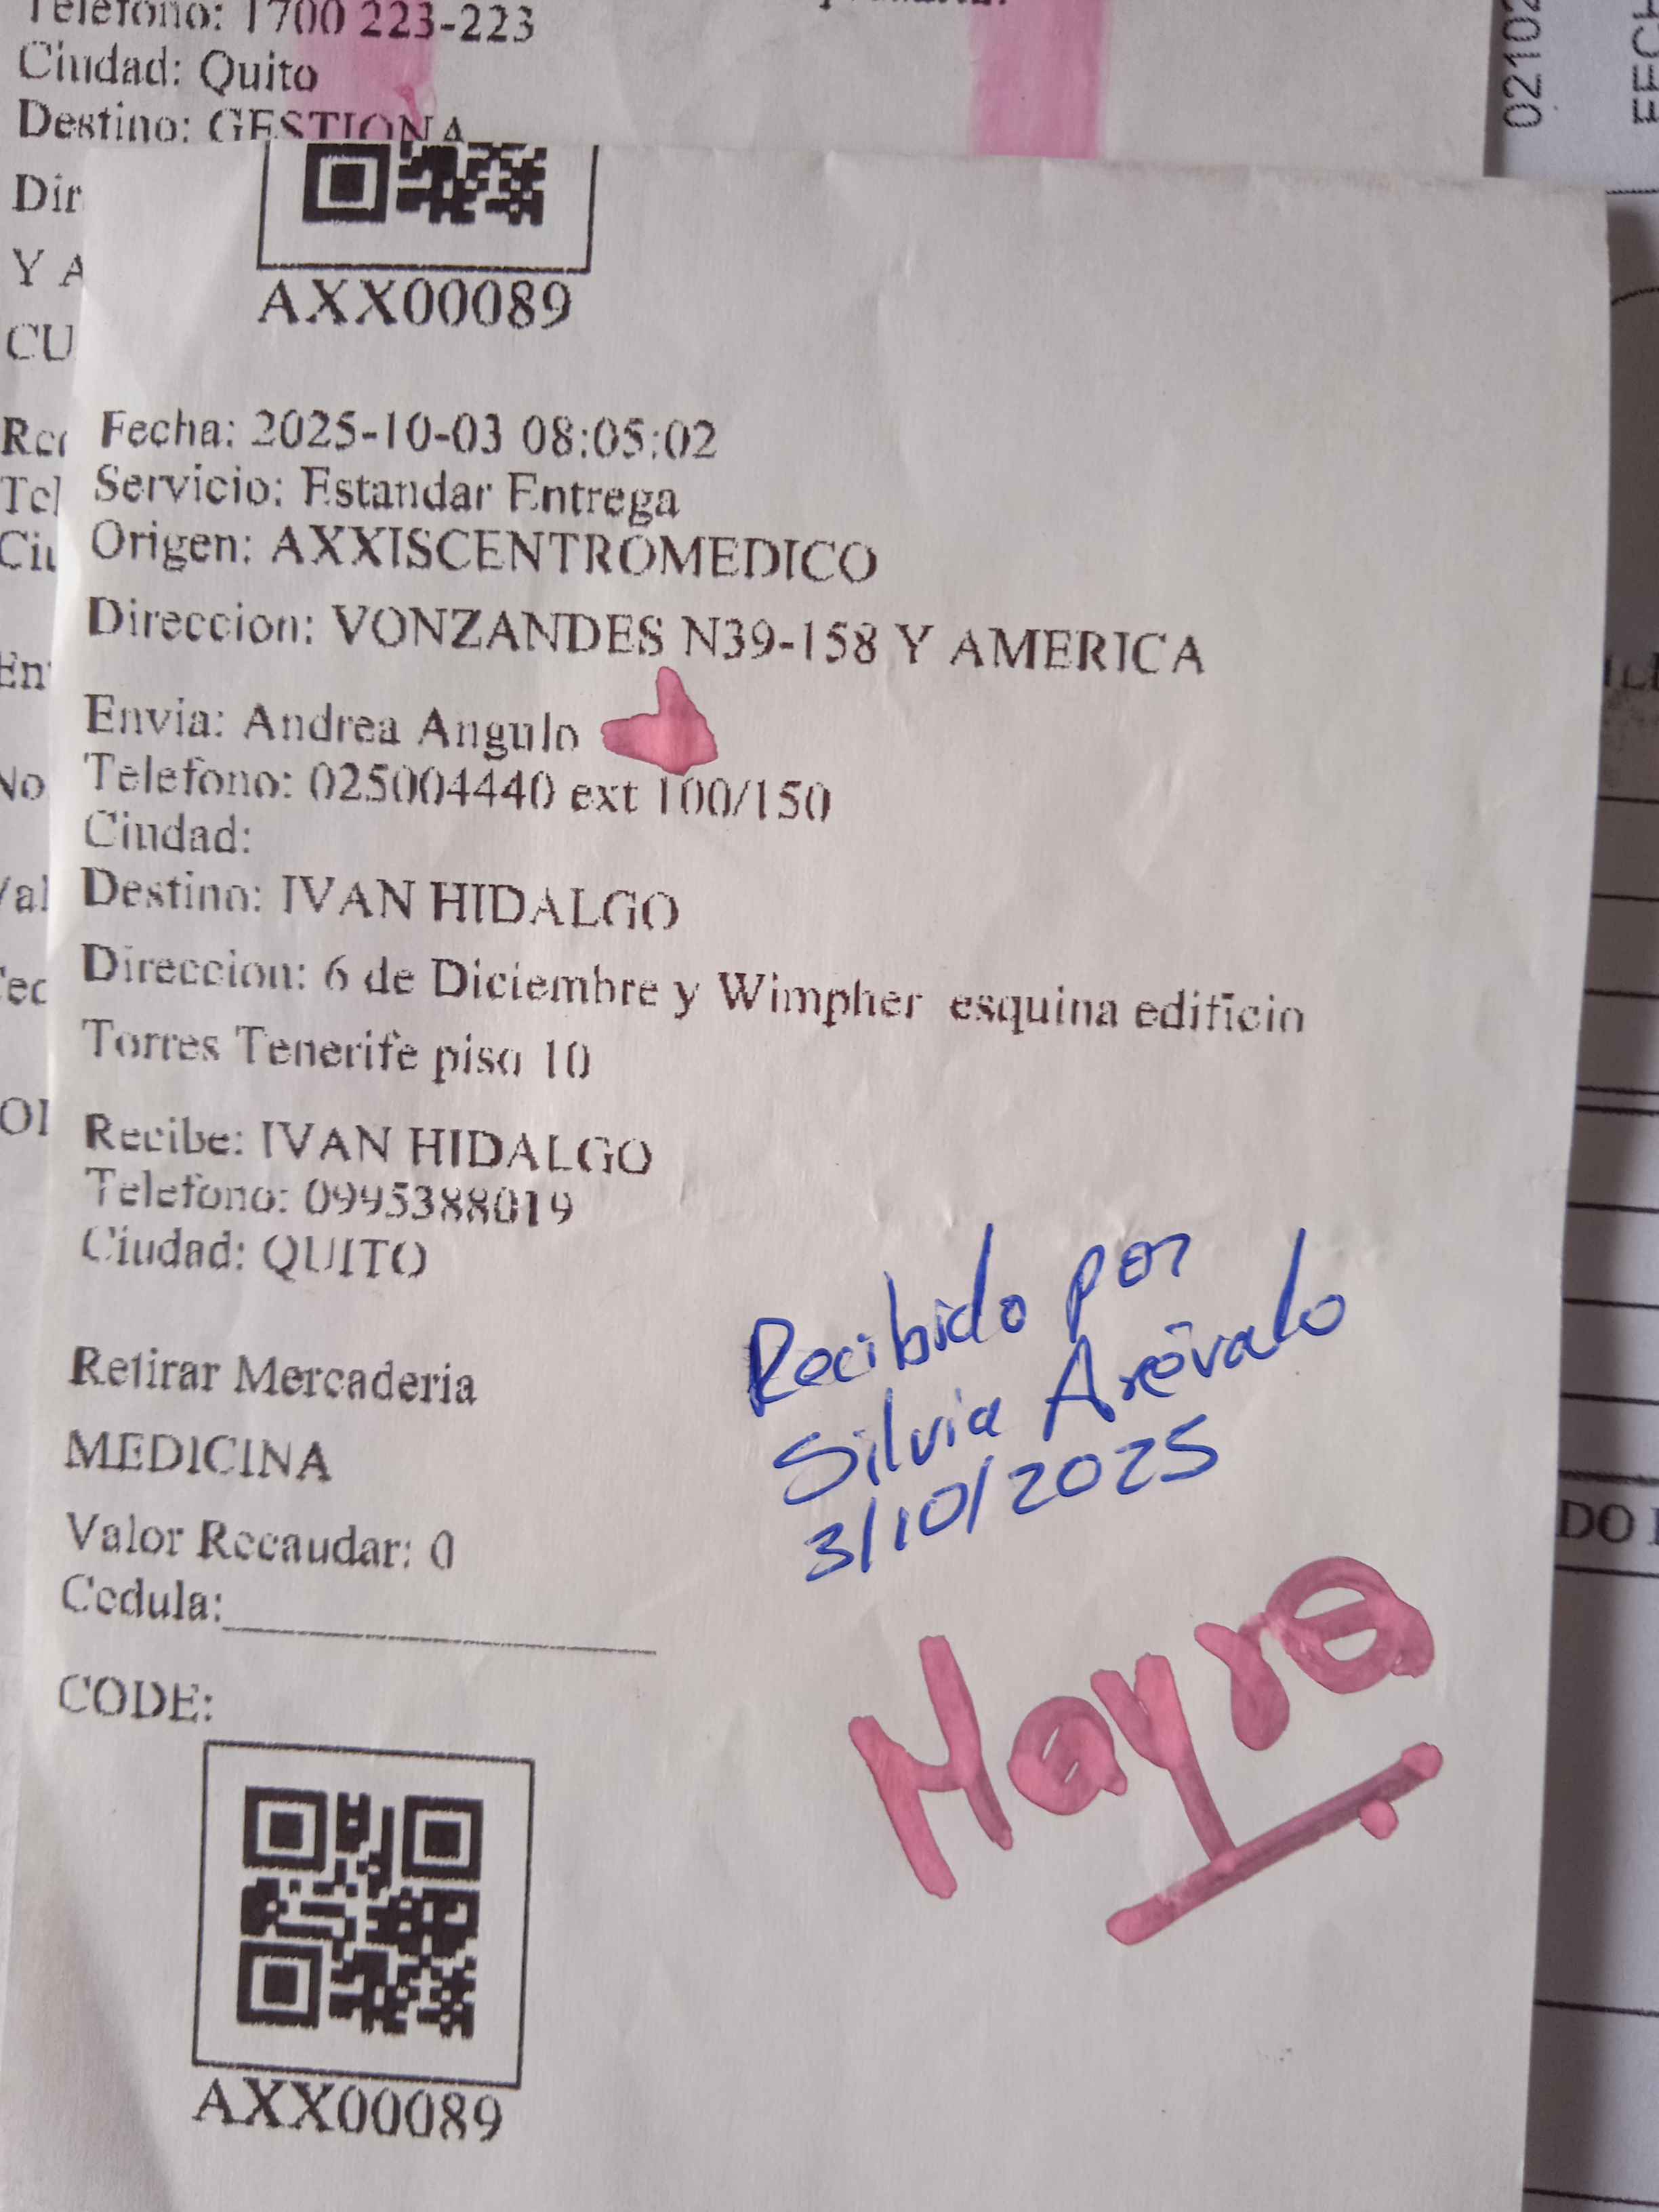 Telefono: 1700 223-223
Ciudad: Quito
Destino: GESTIONA
Dir
Y A
CU
AXX00089
Fecha: 2025-10-03 08:05:02
Servicio: Estandar Entrega
Origen: AXXISCENTROMEDICO
Direccion: VONZANDES N39-158 Y AMERICA
Envia: Andrea Angulo
Telefono: 025004440 ext 100/150
Ciudad:
Destino: IVAN HIDALGO
Direccion: 6 de Diciembre y Wimpher esquina edificio
Torres Tenerife piso 10
Recibe: IVAN HIDALGO
Telefono: 0995388019
Ciudad: QUITO
Retirar Mercaderia
MEDICINA
Valor Recaudar: 0
Cedula:
CODE:
AXX00089
Recibido por
Silvia Arévalo
3/10/2025
Mayra